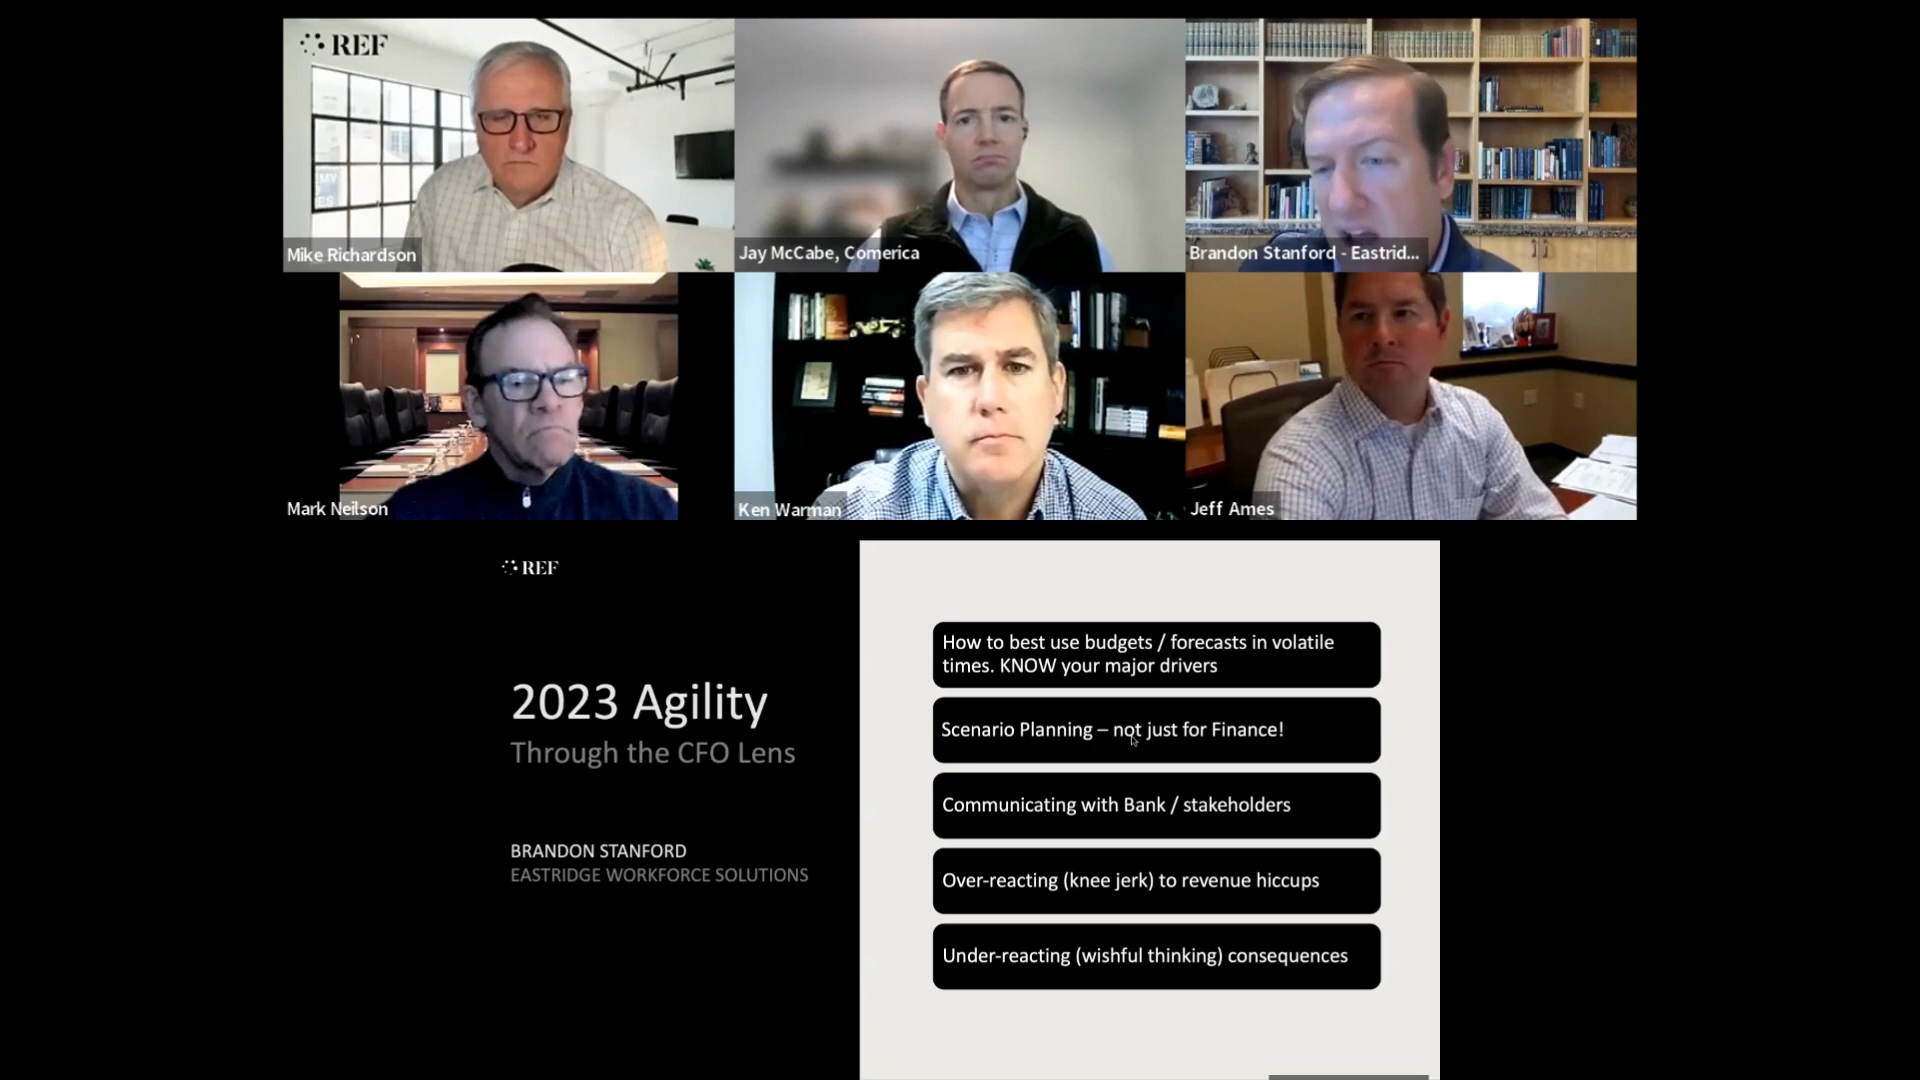 REF
Mike Richardson
Jay McCabe, Comerica
Brandon Stanford - Eastrid...
Mark Neilson
Ken Warman
Jeff Ames
REF
2023 Agility
Through the CFO Lens
BRANDON STANFORD
EASTRIDGE WORKFORCE SOLUTIONS
How to best use budgets / forecasts in volatile
times. KNOW your major drivers
Scenario Planning – not just for Finance!
Communicating with Bank / stakeholders
Over-reacting (knee jerk) to revenue hiccups
Under-reacting (wishful thinking) consequences